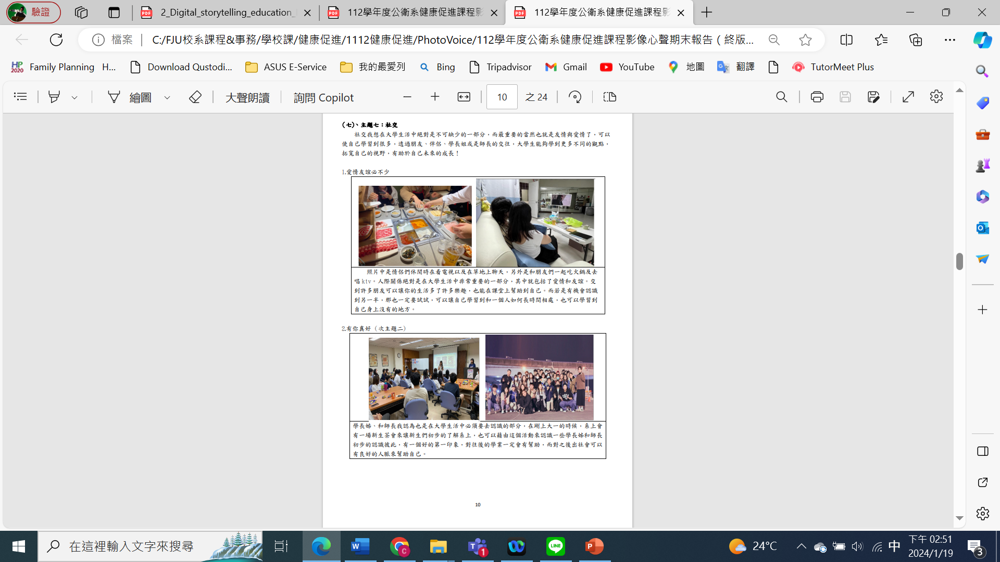 驗證
2_Digital_storytelling_education_
112學年度公衛系健康促進課程影
112學年度公衛系健康促進課程影
檔案
C:/FJU校系課程&事務/學校課/健康促進/1112健康促進/PhotoVoice/112學年度公衛系健康促進課程影像心聲期末報告（終版...
HP 2020
Family Planning H...
Download Qustodi...
ASUS E-Service
我的最愛列
Bing
Tripadvisor
Gmail
YouTube
地圖
翻譯
TutorMeet Plus
繪圖
大聲朗讀
詢問 Copilot
10
之 24
(七)、主題七：社交
社交我想在大學生活中絕對是不可缺少的一部分，而最重要的當然也就是友情與愛情了，可以
使自己學習到很多，透過朋友、伴侶、學長姐或是師長的交往，大學生能夠學到更多不同的觀點，
拓寬自己的視野，有助於自己未來的成長！
1.愛情友誼必不少
照片中是情侶們休閒時在看電視以及在草地上聊天，另外是和朋友們一起吃火鍋及去
唱ktv。人際關係絕對是在大學生活中非常重要的一部分，其中就包括了愛情和友誼。交
到許多朋友可以讓你的生活多了許多樂趣，也能在課堂上幫助到自己。而若是有機會認識
到另一半，那也一定要試試，可以讓自己學習到和一個人如何長時間相處，也可以學習到
自己身上沒有的地方。
2.有你真好（次主題二）
學長姊、和師長我認為也是在大學生活中必須要去認識的部分，在剛上大一的時候，系上會
有一場新生茶會來讓新生們初步的了解系上，也可以藉由這個活動來認識一些學長姊和師長
初步的認識彼此，有一個好的第一印象，對往後的學業一定會有幫助，而對之後出社會可以
有良好的人脈來幫助自己。
10
在這裡輸入文字來搜尋
1
LINE
24°C
中
下午 02:51
2024/1/19
3